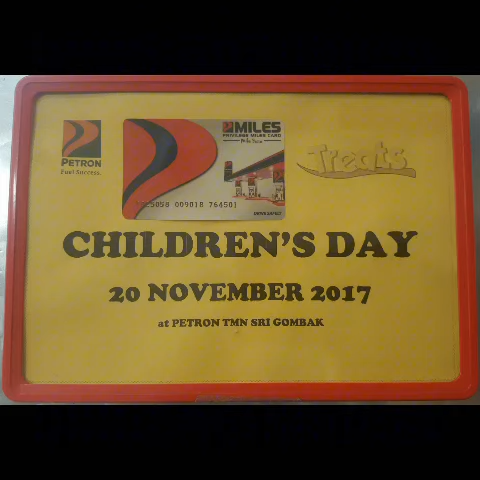 PETRON
Fuel Success.
MILES
PRIVILEGE MILES CARD
009018 76450
Treats
CHILDREN'S DAY
20 NOVEMBER 2017
at PETRON TMN SRI GOMBAK